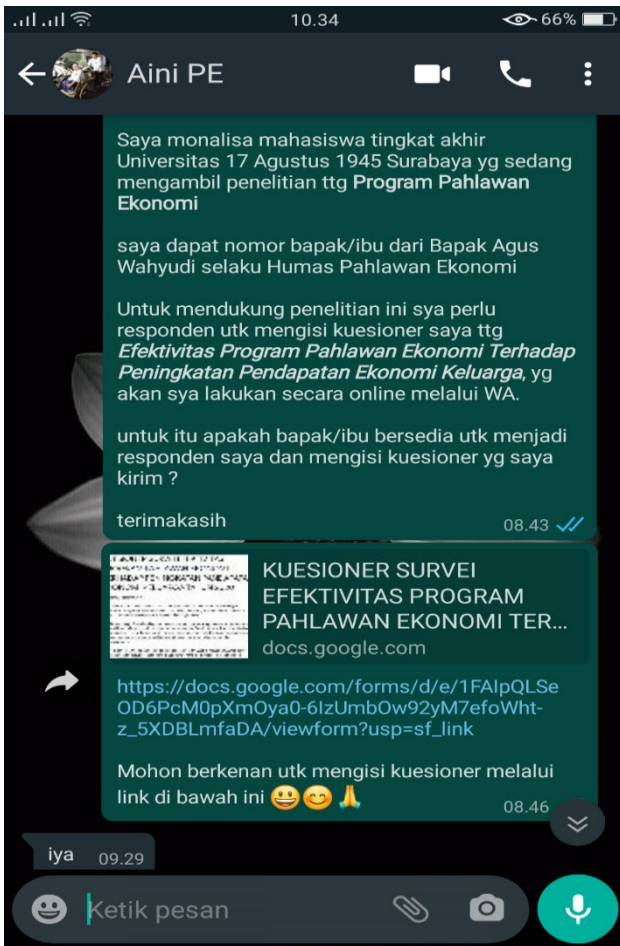 10.34
66%
Aini PE
Saya monalisa mahasiswa tingkat akhir
Universitas 17 Agustus 1945 Surabaya yg sedang
mengambil penelitian ttg Program Pahlawan
Ekonomi
saya dapat nomor bapak/ibu dari Bapak Agus
Wahyudi selaku Humas Pahlawan Ekonomi
Untuk mendukung penelitian ini sya perlu
responden utk mengisi kuesioner saya ttg
Efektivitas Program Pahlawan Ekonomi Terhadap
Peningkatan Pendapatan Ekonomi Keluarga, yg
akan sya lakukan secara online melalui WA.
untuk itu apakah bapak/ibu bersedia utk menjadi
responden saya dan mengisi kuesioner yg saya
kirim ?
terimakasih
08.43
KUESIONER SURVEI
EFEKTIVITAS PROGRAM
PAHLAWAN EKONOMI TER...
docs.google.com
https://docs.google.com/forms/d/e/1FAIpQLSe
OD6PcM0pXmOya0-6IzUmbOw92yM7efoWht-
z_5XDBLmfaDA/viewform?usp=sf_link
Mohon berkenan utk mengisi kuesioner melalui
link di bawah ini 😃😊🙏
08.46
iya 09.29
Ketik pesan